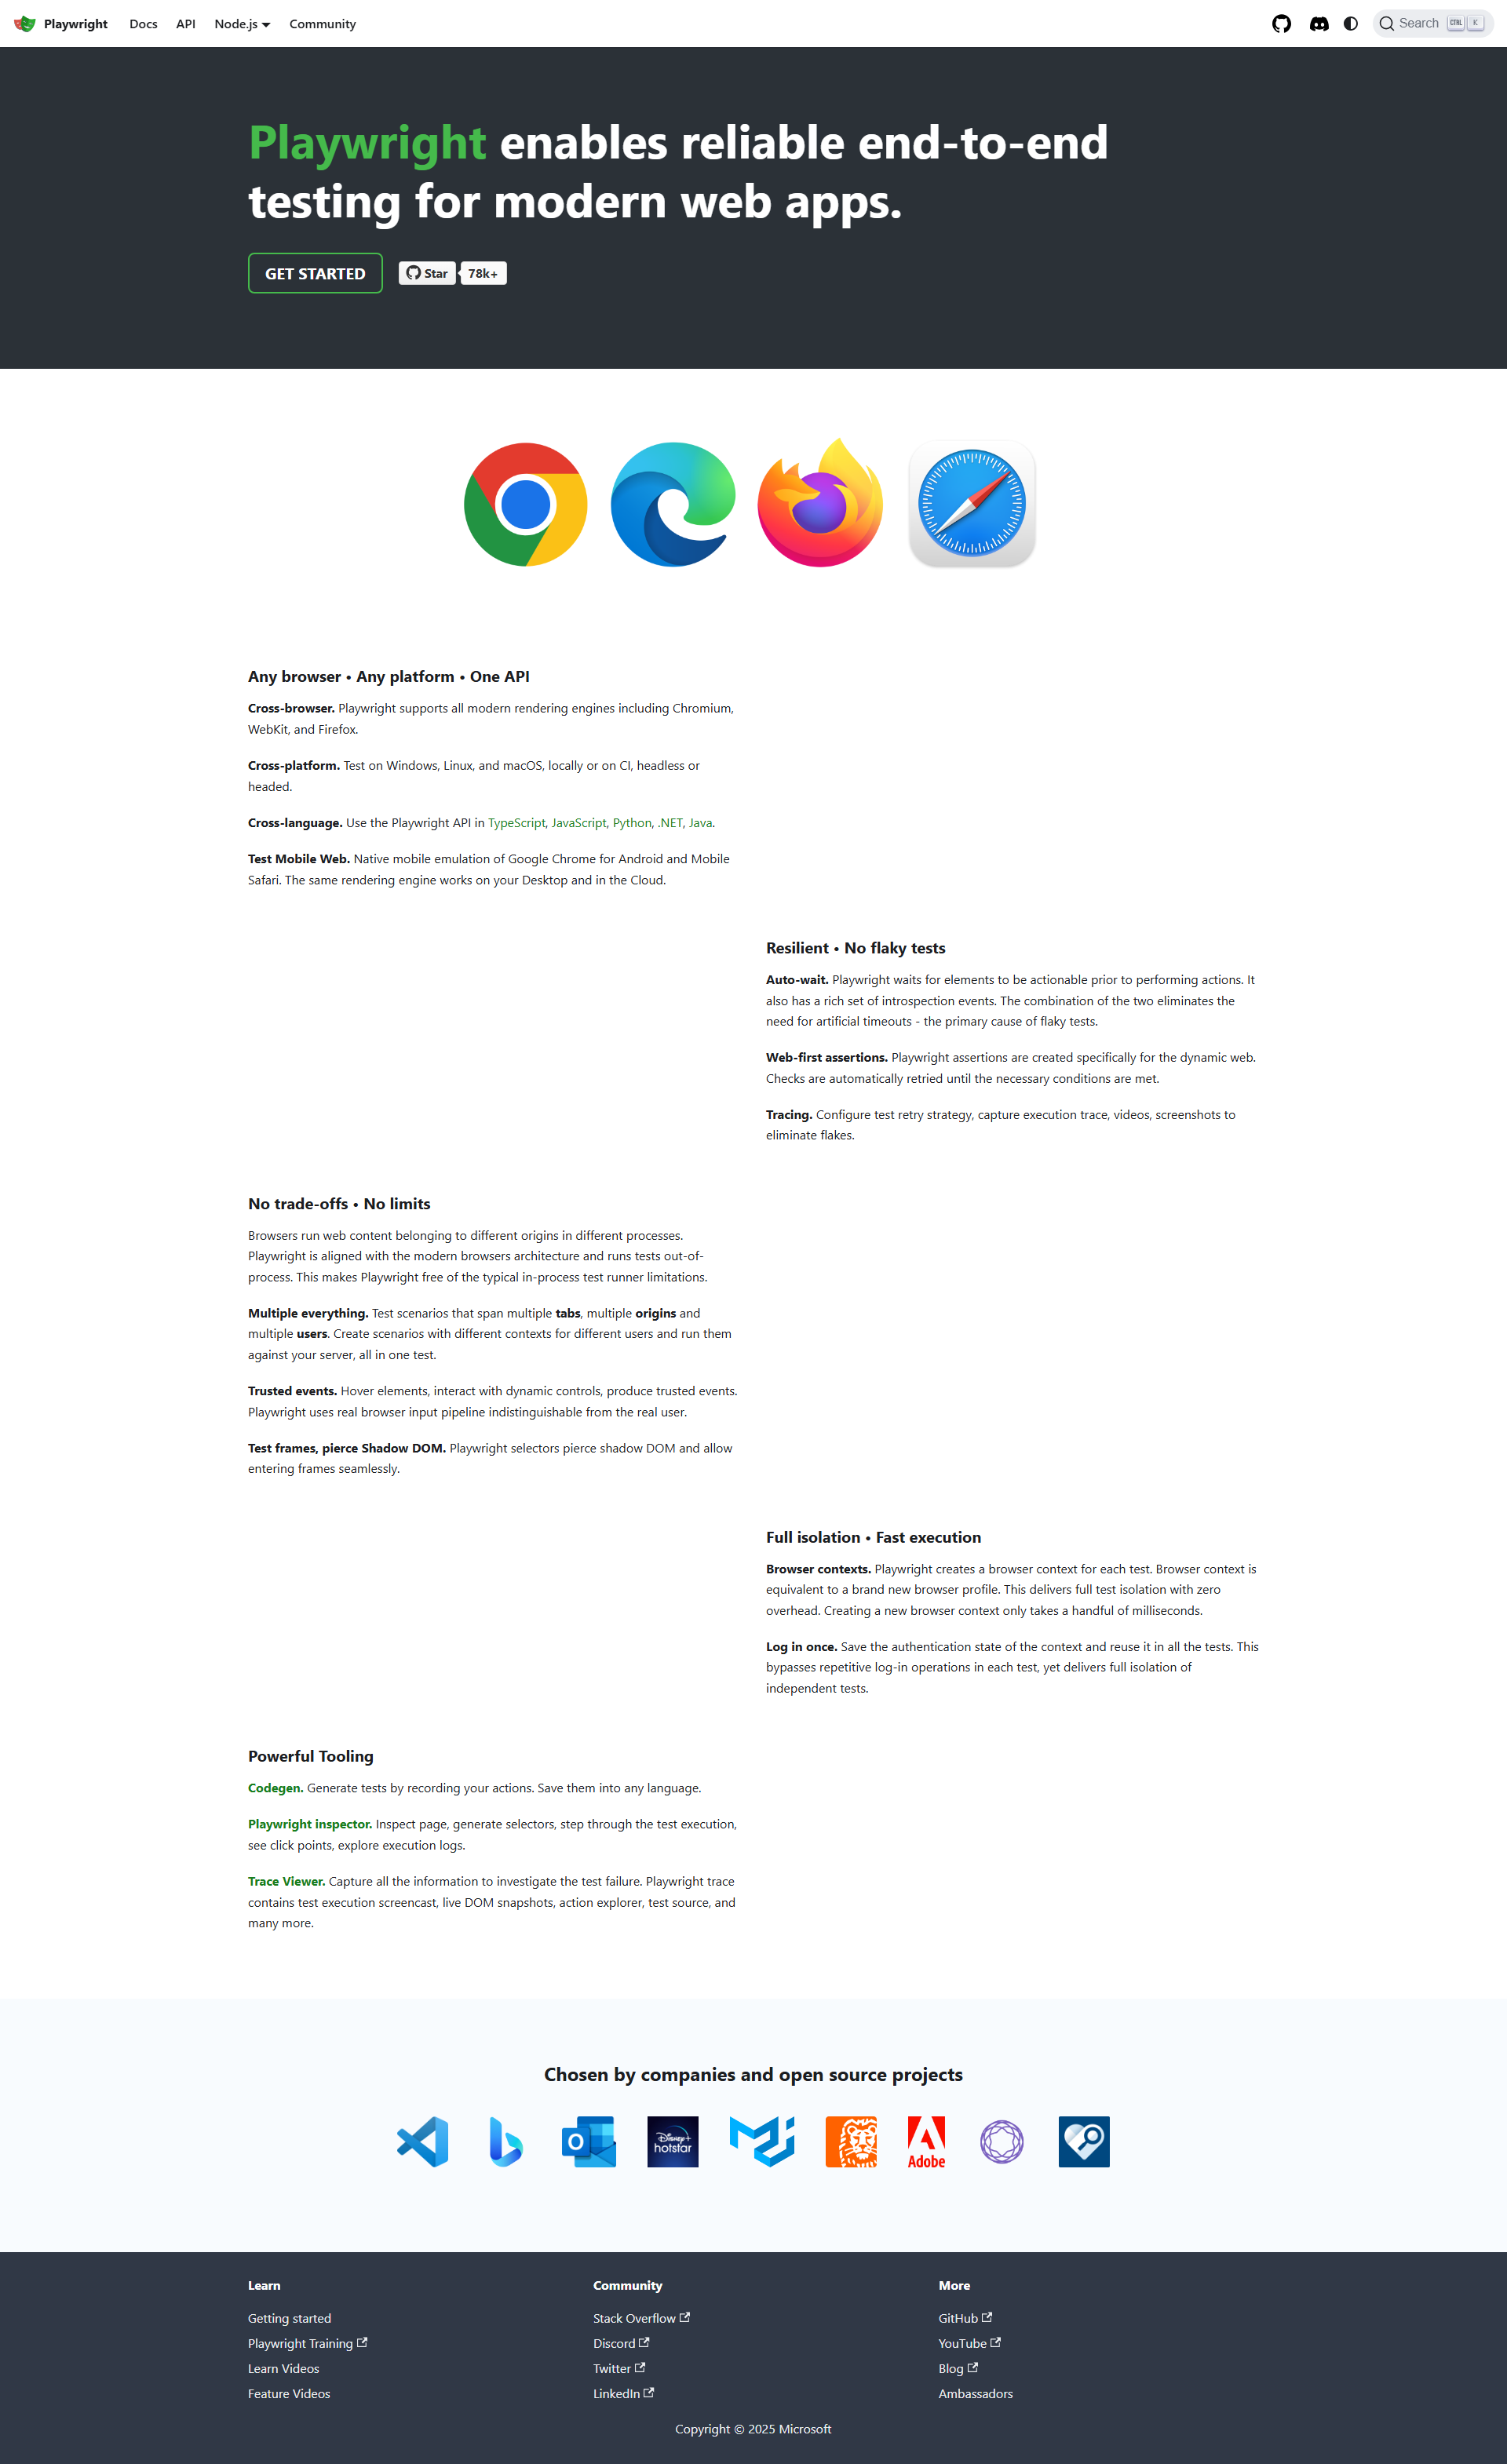 Playwright Docs API Node.js Community Search CTRL K
Playwright enables reliable end-to-end
testing for modern web apps.
GET STARTED Star 78k+
Any browser • Any platform • One API
Cross-browser. Playwright supports all modern rendering engines including Chromium,
WebKit, and Firefox.
Cross-platform. Test on Windows, Linux, and macOS, locally or on CI, headless or
headed.
Cross-language. Use the Playwright API in TypeScript, JavaScript, Python, .NET, Java.
Test Mobile Web. Native mobile emulation of Google Chrome for Android and Mobile
Safari. The same rendering engine works on your Desktop and in the Cloud.
Resilient • No flaky tests
Auto-wait. Playwright waits for elements to be actionable prior to performing actions. It
also has a rich set of introspection events. The combination of the two eliminates the
need for artificial timeouts - the primary cause of flaky tests.
Web-first assertions. Playwright assertions are created specifically for the dynamic web.
Checks are automatically retried until the necessary conditions are met.
Tracing. Configure test retry strategy, capture execution trace, videos, screenshots to
eliminate flakes.
No trade-offs • No limits
Browsers run web content belonging to different origins in different processes.
Playwright is aligned with the modern browsers architecture and runs tests out-of-
process. This makes Playwright free of the typical in-process test runner limitations.
Multiple everything. Test scenarios that span multiple tabs, multiple origins and
multiple users. Create scenarios with different contexts for different users and run them
against your server, all in one test.
Trusted events. Hover elements, interact with dynamic controls, produce trusted events.
Playwright uses real browser input pipeline indistinguishable from the real user.
Test frames, pierce Shadow DOM. Playwright selectors pierce shadow DOM and allow
entering frames seamlessly.
Full isolation • Fast execution
Browser contexts. Playwright creates a browser context for each test. Browser context is
equivalent to a brand new browser profile. This delivers full test isolation with zero
overhead. Creating a new browser context only takes a handful of milliseconds.
Log in once. Save the authentication state of the context and reuse it in all the tests. This
bypasses repetitive log-in operations in each test, yet delivers full isolation of
independent tests.
Powerful Tooling
Codegen. Generate tests by recording your actions. Save them into any language.
Playwright inspector. Inspect page, generate selectors, step through the test execution,
see click points, explore execution logs.
Trace Viewer. Capture all the information to investigate the test failure. Playwright trace
contains test execution screencast, live DOM snapshots, action explorer, test source, and
many more.
Chosen by companies and open source projects
O
Disney+
hotstar
Adobe
Learn
Getting started
Playwright Training
Learn Videos
Feature Videos
Community
Stack Overflow
Discord
Twitter
LinkedIn
More
GitHub
YouTube
Blog
Ambassadors
Copyright © 2025 Microsoft